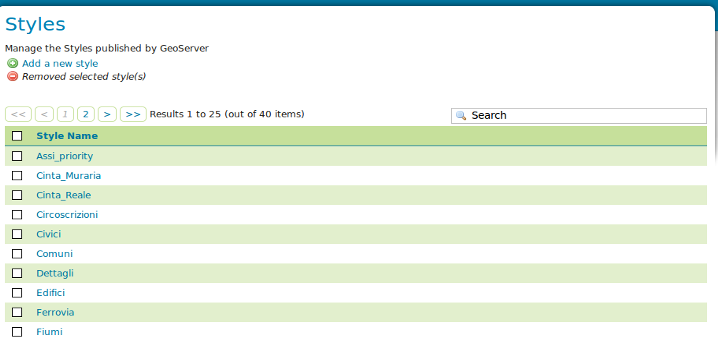 Styles
Manage the Styles published by GeoServer
Add a new style
Removed selected style(s)
<< < 1 2 > >> Results 1 to 25 (out of 40 items) Search
Style Name
Assi_priority
Cinta_Muraria
Cinta_Reale
Circoscrizioni
Civici
Comuni
Dettagli
Edifici
Ferrovia
Fiumi